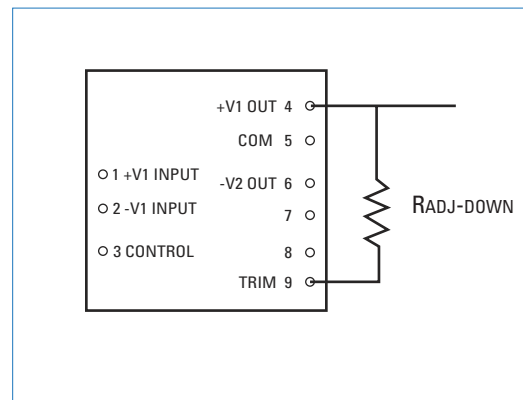 +V1 OUT 4
COM 5
1 +V1 INPUT
-V2 OUT 6
2 -V1 INPUT
7
RADJ-DOWN
3 CONTROL
8
TRIM 9